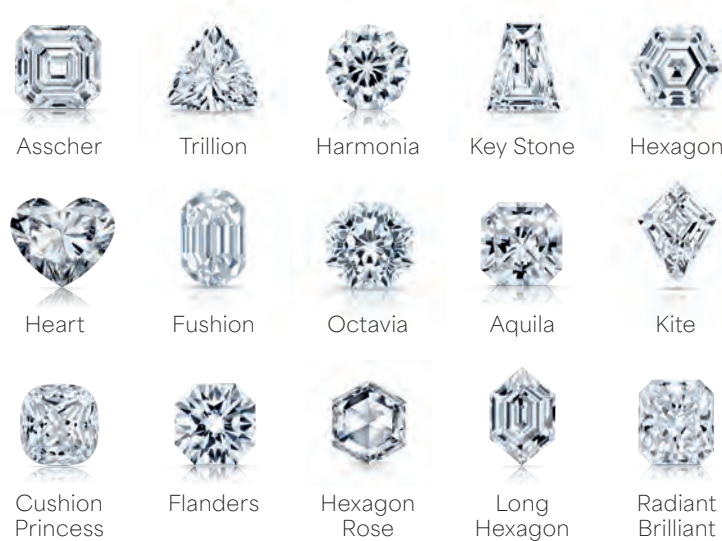 Asscher
Trillion
Harmonia
Key Stone
Hexagon
Heart
Fushion
Octavia
Aquila
Kite
Cushion
Princess
Flanders
Hexagon
Rose
Long
Hexagon
Radiant
Brilliant